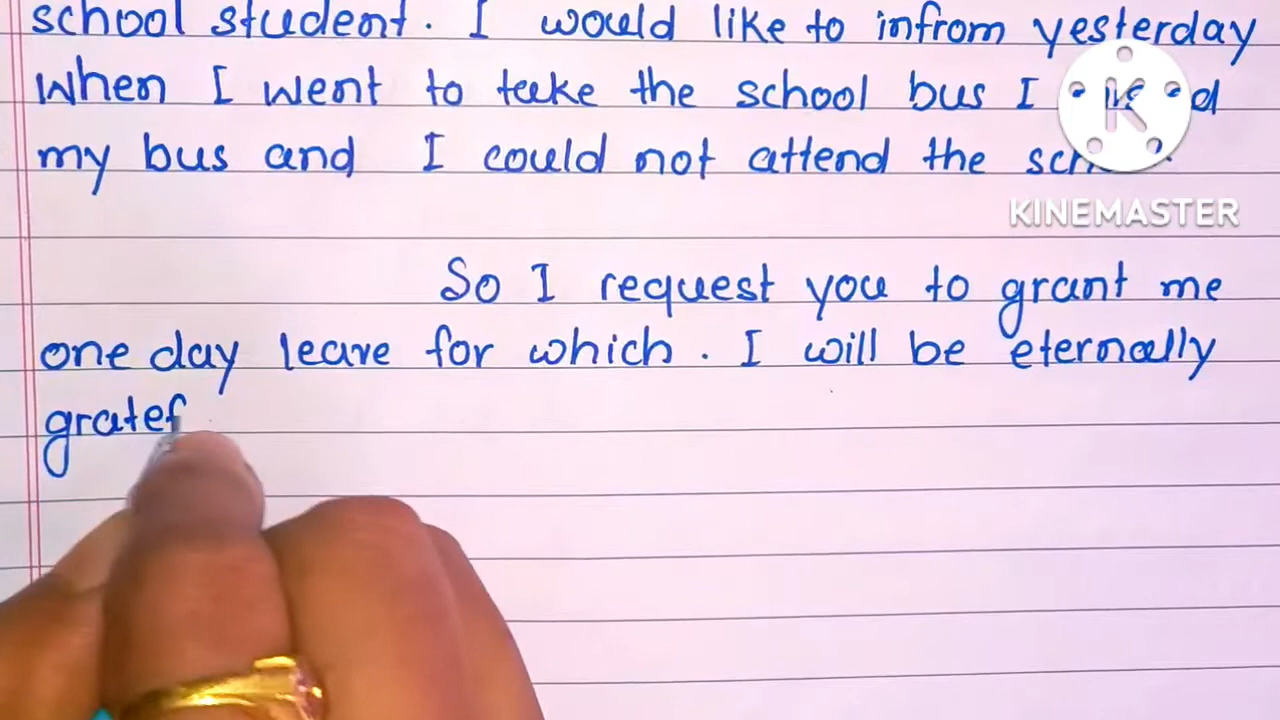 school student. I would like to infrom yesterday
when I went to take the school bus I
my bus and I could not attend the
KINEMASTER
So I request you to grant me
one day leave for which. I will be eternally
gratef